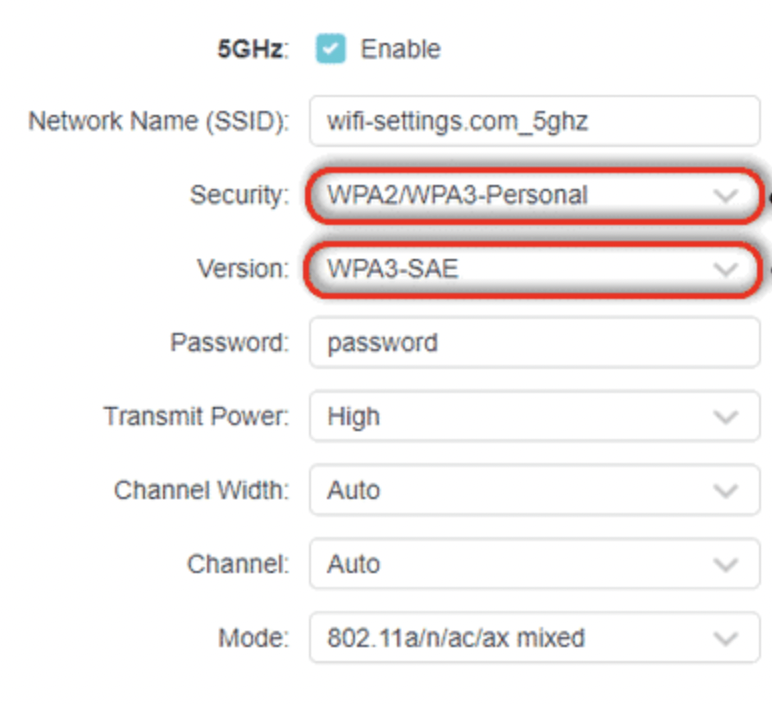 5GHz: Enable
Network Name (SSID): wifi-settings.com_5ghz
Security: WPA2/WPA3-Personal
Version: WPA3-SAE
Password: password
Transmit Power: High
Channel Width: Auto
Channel: Auto
Mode: 802.11a/n/ac/ax mixed